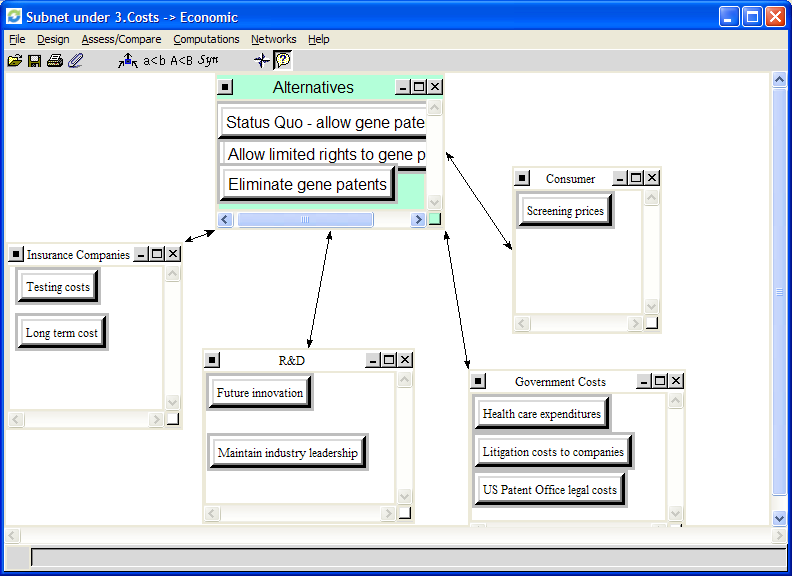 Subnet under 3.Costs -> Economic
File Design Assess/Compare Computations Networks Help
a<b A<B Syn
Alternatives
Status Quo - allow gene pate
Allow limited rights to gene p
Eliminate gene patents
Consumer
Screening prices
Insurance Companies
Testing costs
Long term cost
R&D
Future innovation
Maintain industry leadership
Government Costs
Health care expenditures
Litigation costs to companies
US Patent Office legal costs